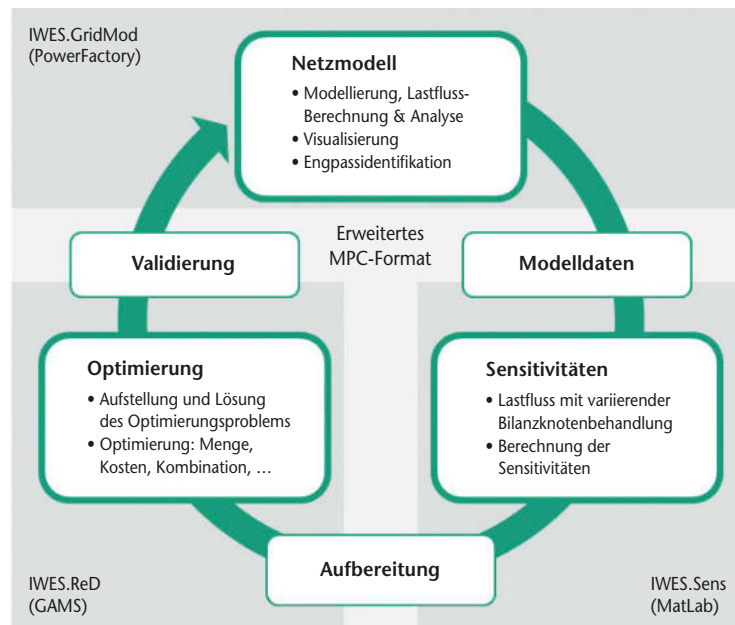 IWES.GridMod
(PowerFactory)
Netzmodell
• Modellierung, Lastfluss-
Berechnung & Analyse
• Visualisierung
• Engpassidentifikation
Validierung
Erweitertes
MPC-Format
Modelldaten
Optimierung
• Aufstellung und Lösung
des Optimierungsproblems
• Optimierung: Menge,
Kosten, Kombination, …
Sensitivitäten
• Lastfluss mit variierender
Bilanzknotenbehandlung
• Berechnung der
Sensitivitäten
Aufbereitung
IWES.ReD
(GAMS)
IWES.Sens
(MatLab)